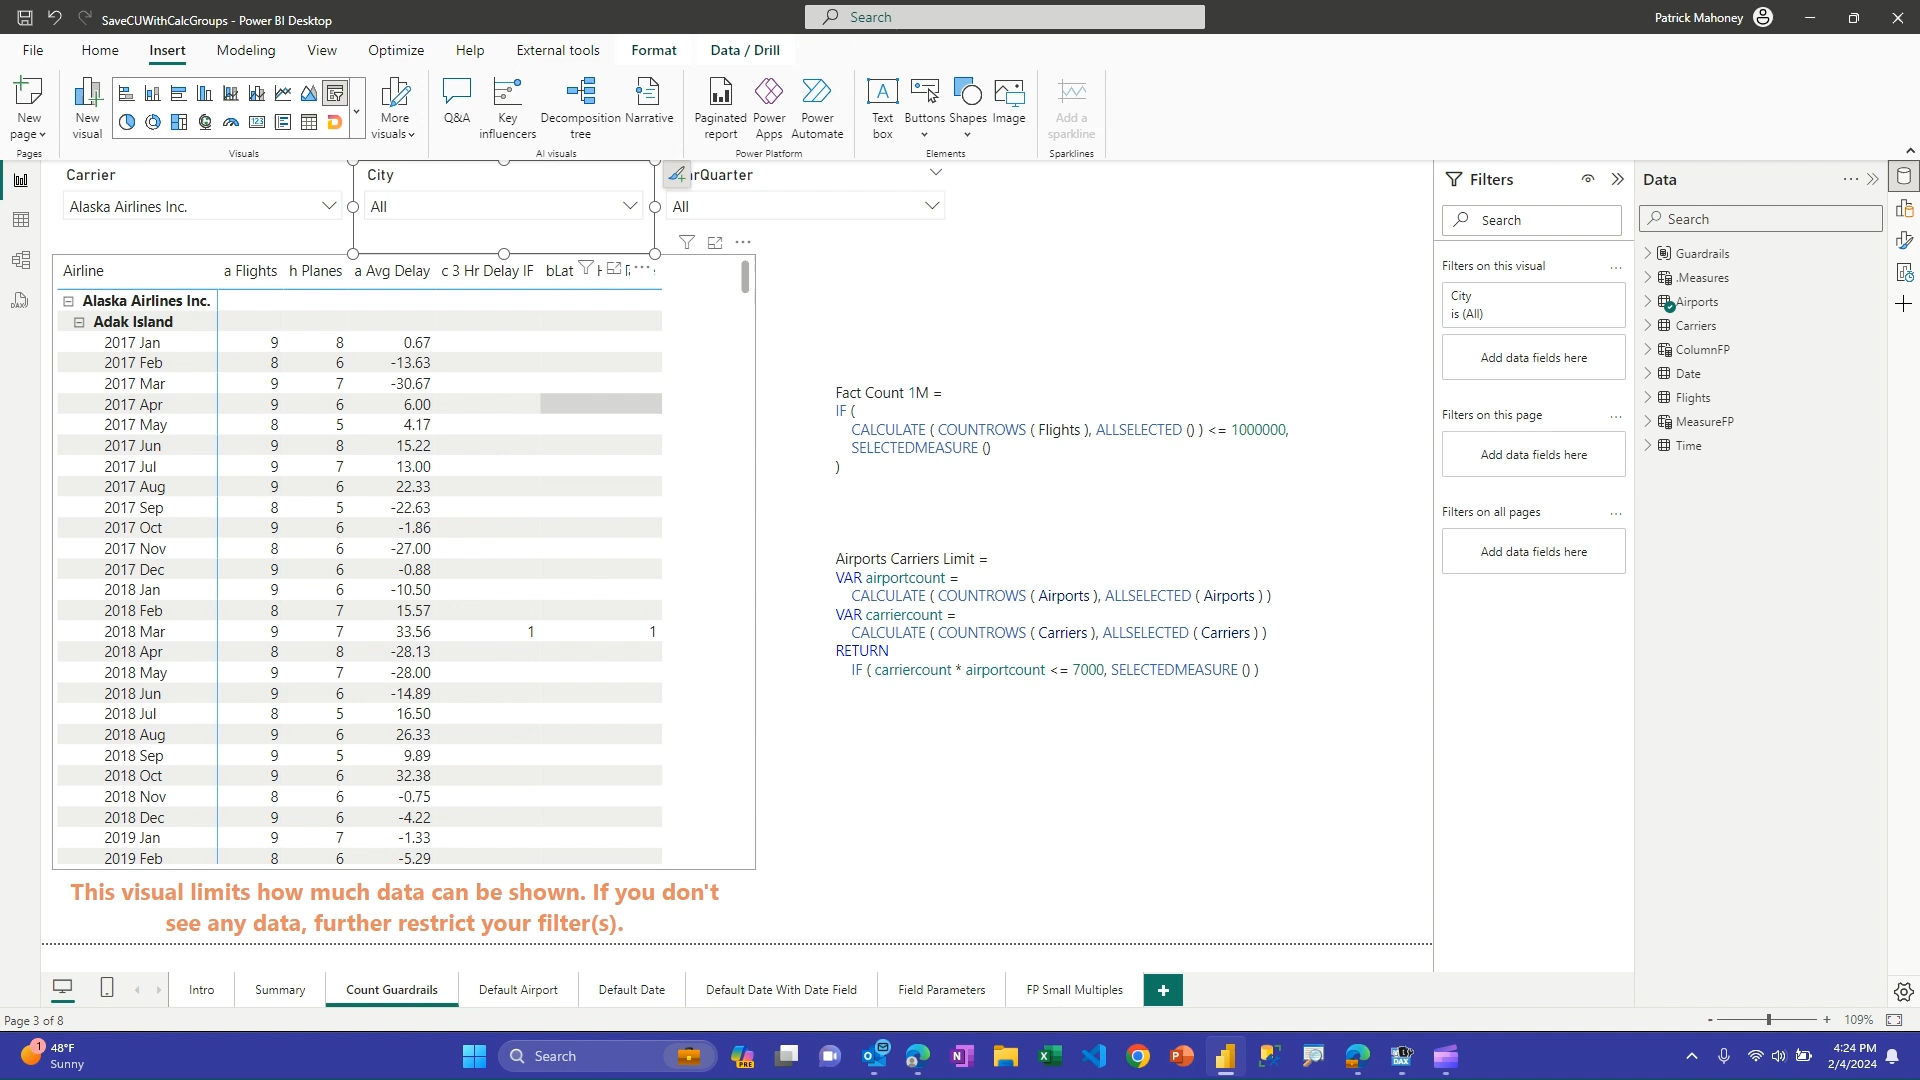 SaveCUWithCalcGroups - Power BI Desktop
Search
Patrick Mahoney
File Home Insert Modeling View Optimize Help External tools Format Data / Drill
New page
Pages
New visual
More visuals
Visuals
Q&A
Key influencers
Decomposition tree
Narrative
AI visuals
Paginated report
Power Apps
Power Automate
Power Platform
Text box
Buttons
Shapes
Image
Elements
Add a sparkline
Sparklines
Carrier
Alaska Airlines Inc.
City
All
rQuarter
All
Airline a Flights h Planes a Avg Delay c 3 Hr Delay IF bLat
Alaska Airlines Inc.
Adak Island
2017 Jan 9 8 0.67
2017 Feb 8 6 -13.63
2017 Mar 9 7 -30.67
2017 Apr 9 6 6.00
2017 May 8 5 4.17
2017 Jun 9 8 15.22
2017 Jul 9 7 13.00
2017 Aug 9 6 22.33
2017 Sep 8 5 -22.63
2017 Oct 9 6 -1.86
2017 Nov 8 6 -27.00
2017 Dec 9 6 -0.88
2018 Jan 9 6 -10.50
2018 Feb 8 7 15.57
2018 Mar 9 7 33.56 1 1
2018 Apr 8 8 -28.13
2018 May 9 7 -28.00
2018 Jun 9 6 -14.89
2018 Jul 8 5 16.50
2018 Aug 9 6 26.33
2018 Sep 9 5 9.89
2018 Oct 9 6 32.38
2018 Nov 8 6 -0.75
2018 Dec 9 6 -4.22
2019 Jan 9 7 -1.33
2019 Feb 8 6 -5.29
This visual limits how much data can be shown. If you don't
see any data, further restrict your filter(s).
Fact Count 1M =
IF (
CALCULATE ( COUNTROWS ( Flights ), ALLSELECTED () ) <= 1000000,
SELECTEDMEASURE ()
)
Airports Carriers Limit =
VAR airportcount =
CALCULATE ( COUNTROWS ( Airports ), ALLSELECTED ( Airports ) )
VAR carriercount =
CALCULATE ( COUNTROWS ( Carriers ), ALLSELECTED ( Carriers ) )
RETURN
IF ( carriercount * airportcount <= 7000, SELECTEDMEASURE () )
Filters
Search
Filters on this visual
City
is (All)
Add data fields here
Filters on this page
Add data fields here
Filters on all pages
Add data fields here
Data
Search
Guardrails
.Measures
Airports
Carriers
ColumnFP
Date
Flights
MeasureFP
Time
Intro Summary Count Guardrails Default Airport Default Date Default Date With Date Field Field Parameters FP Small Multiples
Page 3 of 8
- + 109%
1
48°F
Sunny
Search
PRE
4:24 PM
2/4/2024